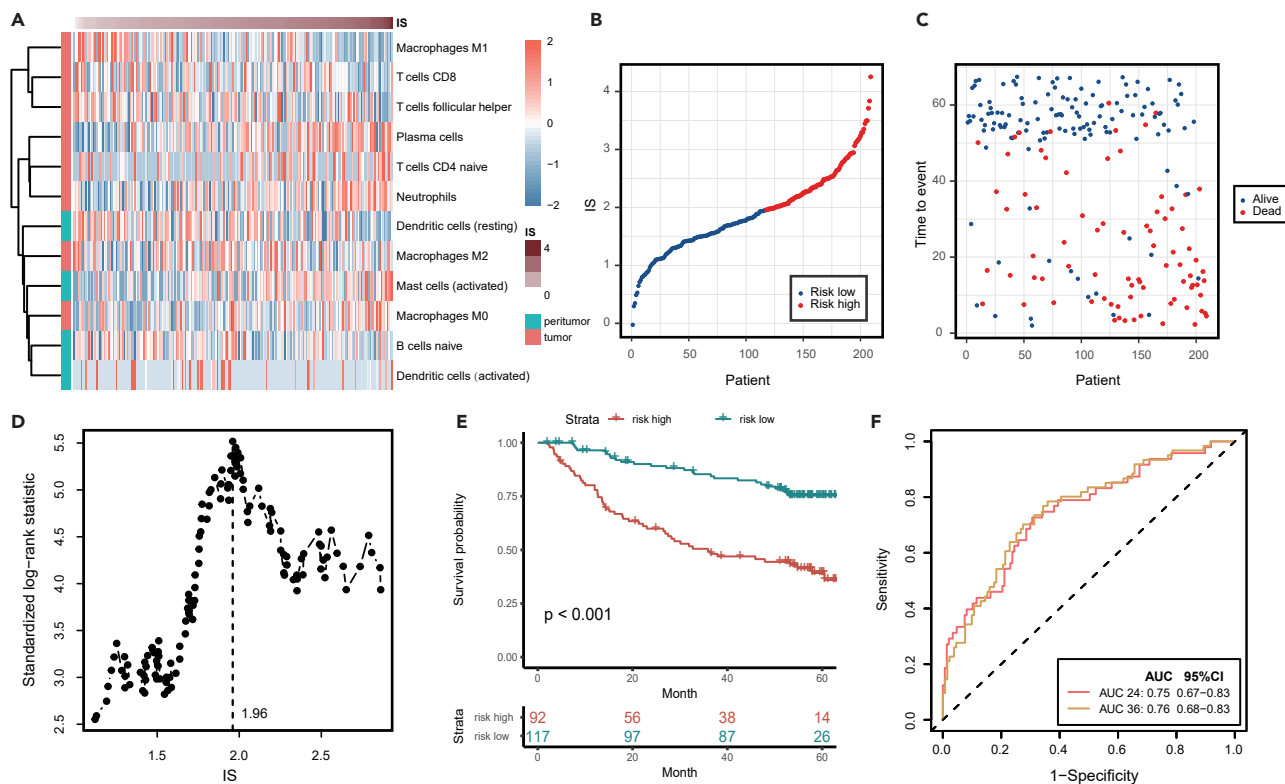 A
IS
Macrophages M1
T cells CD8
T cells follicular helper
Plasma cells
T cells CD4 naive
Neutrophils
Dendritic cells (resting)
Macrophages M2
Mast cells (activated)
Macrophages M0
B cells naive
Dendritic cells (activated)
2
1
0
−1
−2
IS
4
0
peritumor
tumor
B
IS
4
3
2
1
0
0 50 100 150 200
Patient
Risk low
Risk high
C
Time to event
60
40
20
0
0 50 100 150 200
Patient
Alive
Dead
D
Standardized log-rank statistic
5.5
5.0
4.5
4.0
3.5
3.0
2.5
1.96
1.5 2.0 2.5
IS
E
Strata risk high risk low
Survival probability
1.00
0.75
0.50
0.25
0.00
p < 0.001
0 20 40 60
Month
Strata
risk high 92 56 38 14
risk low 117 97 87 26
0 20 40 60
Month
F
Sensitivity
1.0
0.8
0.6
0.4
0.2
0.0
AUC 95%CI
AUC 24: 0.75 0.67−0.83
AUC 36: 0.76 0.68−0.83
0.0 0.2 0.4 0.6 0.8 1.0
1−Specificity